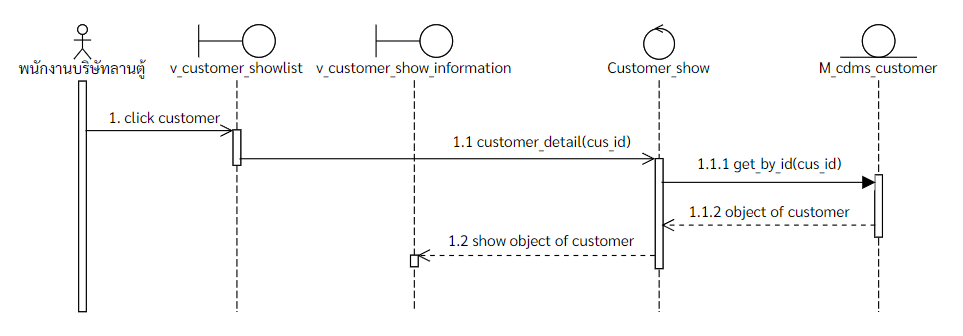 พนักงานบริษัทลานตู้
v_customer_showlist
v_customer_show_information
Customer_show
M_cdms_customer
1. click customer
1.1 customer_detail(cus_id)
1.1.1 get_by_id(cus_id)
1.1.2 object of customer
1.2 show object of customer